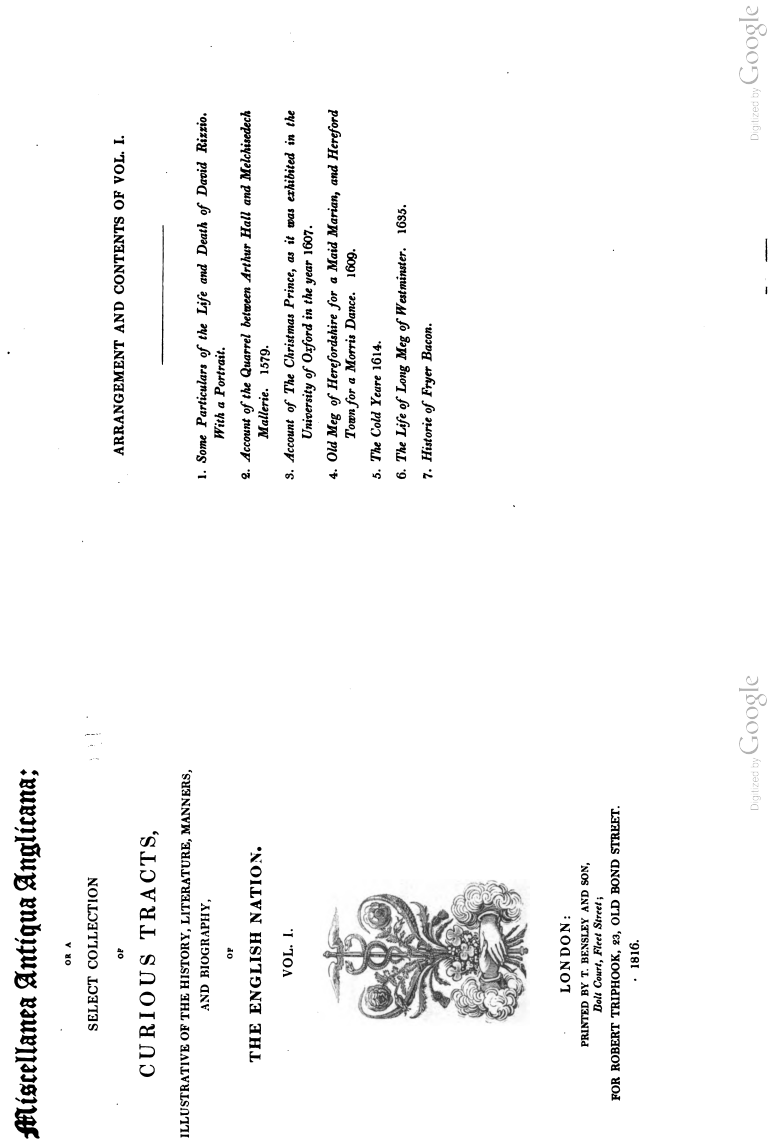 Miscellanea Antiqua Anglicana;
OR A
SELECT COLLECTION
OF
CURIOUS TRACTS,
ILLUSTRATIVE OF THE HISTORY, LITERATURE, MANNERS,
AND BIOGRAPHY,
OF
THE ENGLISH NATION.
VOL. I.
LONDON:
PRINTED BY T. BENSLEY AND SON,
Bolt Court, Fleet Street;
FOR ROBERT TRIPHOOK, 23, OLD BOND STREET.
1816.
Digitized by Google
ARRANGEMENT AND CONTENTS OF VOL. I.
1. Some Particulars of the Life and Death of David Rizzio.
With a Portrait.
2. Account of the Quarrel between Arthur Hall and Melchisedech
Mallerie. 1579.
3. Account of The Christmas Prince, as it was exhibited in the
University of Oxford in the year 1607.
4. Old Meg of Herefordshire for a Maid Marian, and Hereford
Town for a Morris Dance. 1609.
5. The Cold Yeare 1614.
6. The Life of Long Meg of Westminster. 1635.
7. Historie of Fryer Bacon.
Digitized by Google